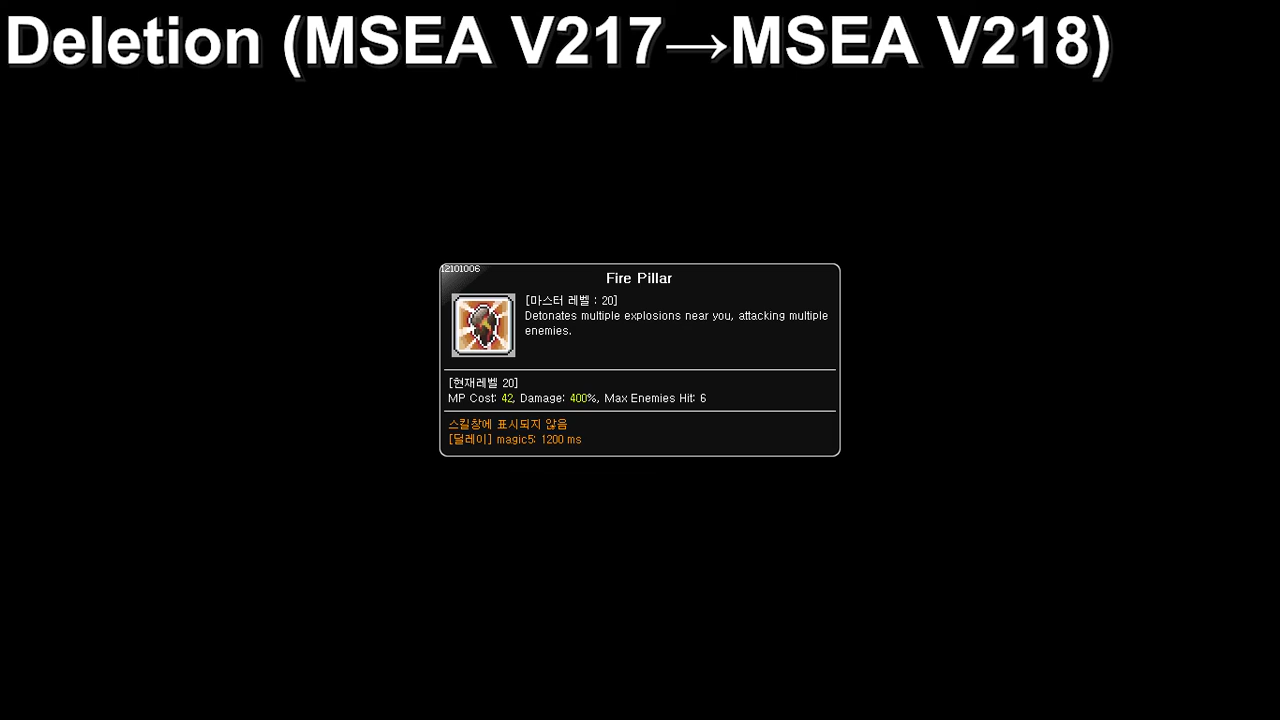 Deletion (MSEA V217→MSEA V218)
12101006
Fire Pillar
[마스터 레벨 : 20]
Detonates multiple explosions near you, attacking multiple
enemies.
[현재레벨 20]
MP Cost: 42, Damage: 400%, Max Enemies Hit: 6
스킬창에 표시되지 않음
[딜레이] magic5: 1200 ms